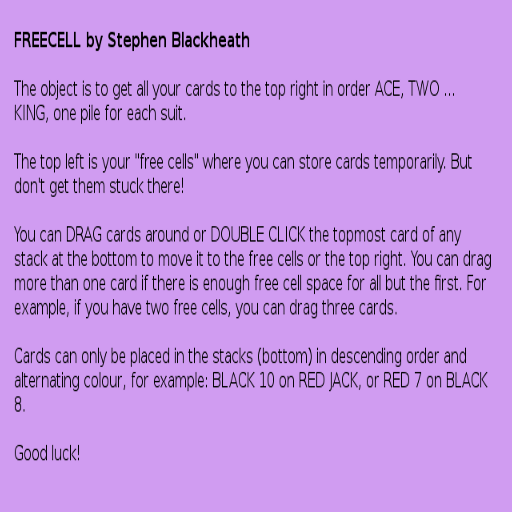 FREECELL by Stephen Blackheath
The object is to get all your cards to the top right in order ACE, TWO ...
KING, one pile for each suit.
The top left is your "free cells" where you can store cards temporarily. But
don't get them stuck there!
You can DRAG cards around or DOUBLE CLICK the topmost card of any
stack at the bottom to move it to the free cells or the top right. You can drag
more than one card if there is enough free cell space for all but the first. For
example, if you have two free cells, you can drag three cards.
Cards can only be placed in the stacks (bottom) in descending order and
alternating colour, for example: BLACK 10 on RED JACK, or RED 7 on BLACK
8.
Good luck!